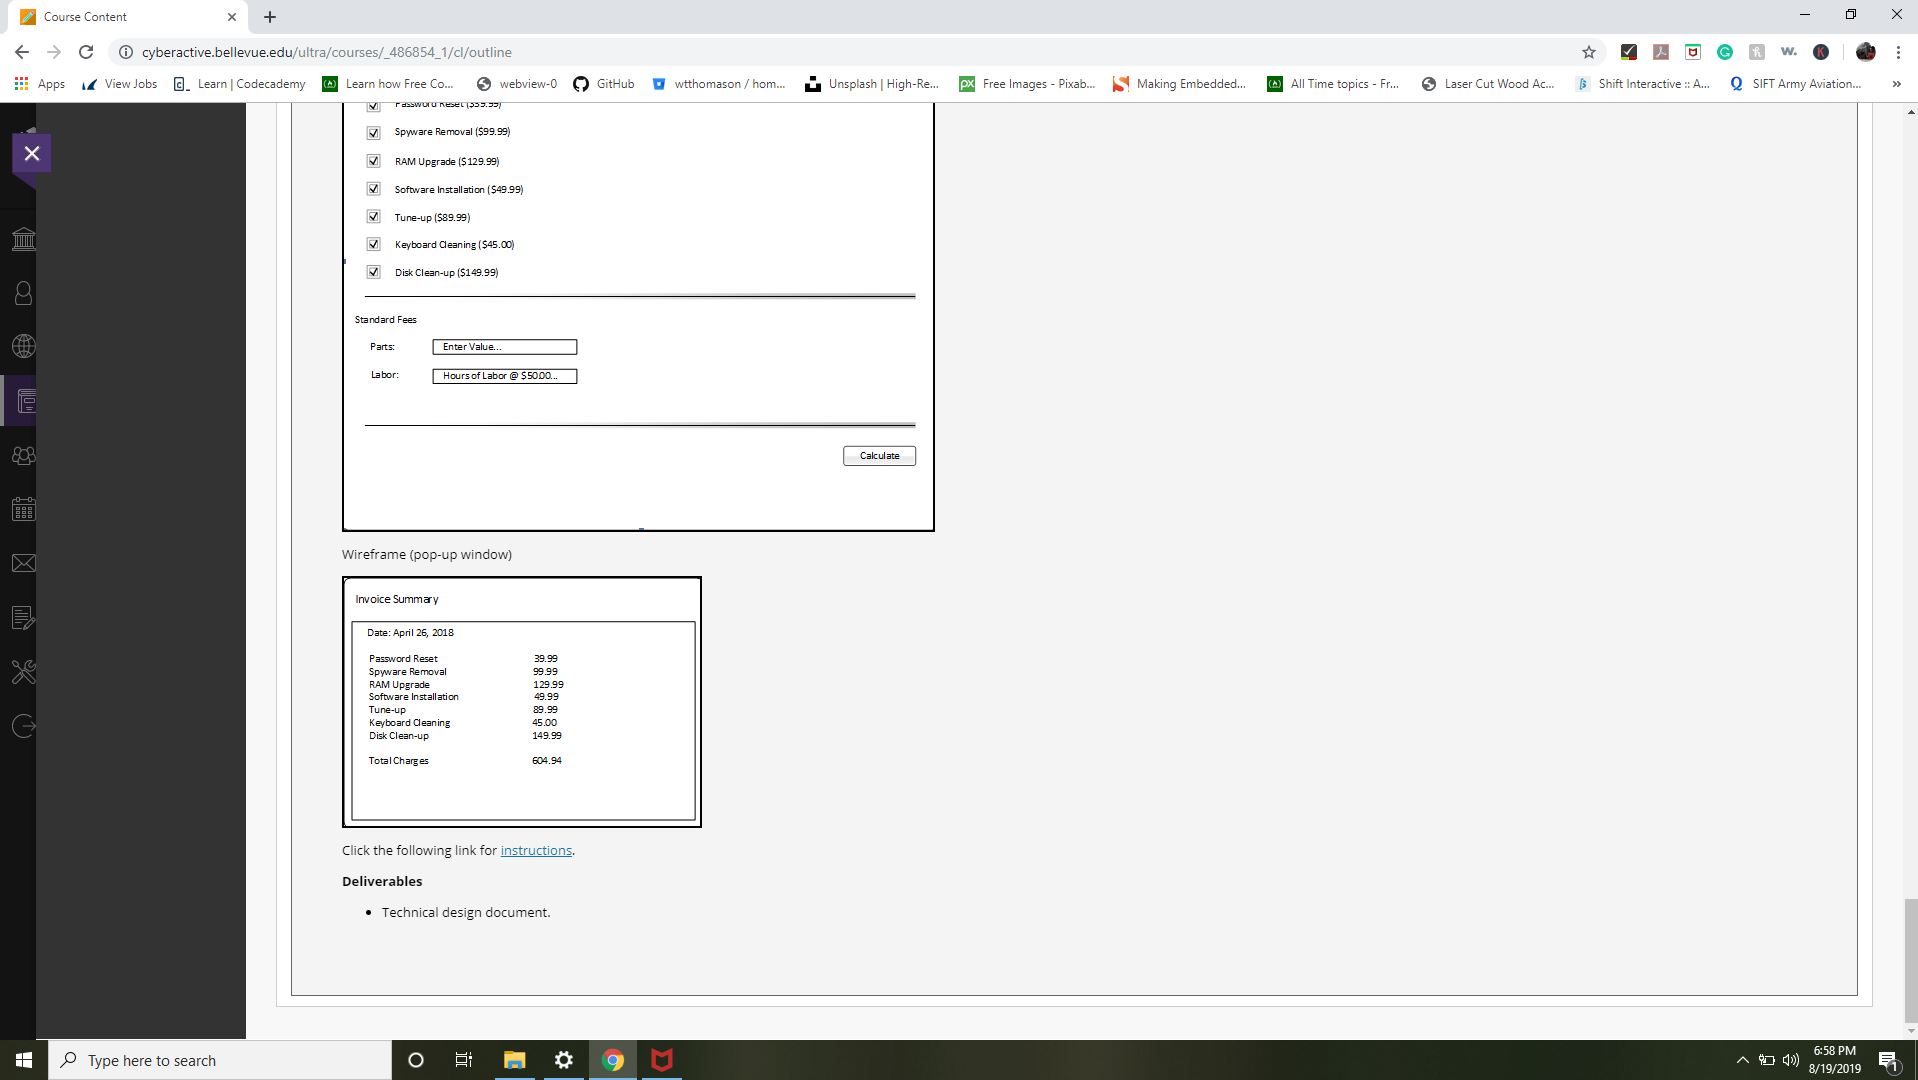 Course Content
cyberactive.bellevue.edu/ultra/courses/_486854_1/cl/outline
Apps View Jobs Learn | Codecademy Learn how Free Co... webview-0 GitHub wtthomason / hom... Unsplash | High-Re... Free Images - Pixab... Making Embedded... All Time topics - Fr... Laser Cut Wood Ac... Shift Interactive :: A... SIFT Army Aviation... »
Password Reset ($39.99)
Spyware Removal ($99.99)
RAM Upgrade ($129.99)
Software Installation ($49.99)
Tune-up ($89.99)
Keyboard Cleaning ($45.00)
Disk Clean-up ($149.99)
Standard Fees
Parts: Enter Value...
Labor: Hours of Labor @ $50.00...
Calculate
Wireframe (pop-up window)
Invoice Summary
Date: April 26, 2018
Password Reset 39.99
Spyware Removal 99.99
RAM Upgrade 129.99
Software Installation 49.99
Tune-up 89.99
Keyboard Cleaning 45.00
Disk Clean-up 149.99
Total Charges 604.94
Click the following link for instructions.
Deliverables
• Technical design document.
Type here to search
6:58 PM
8/19/2019
1